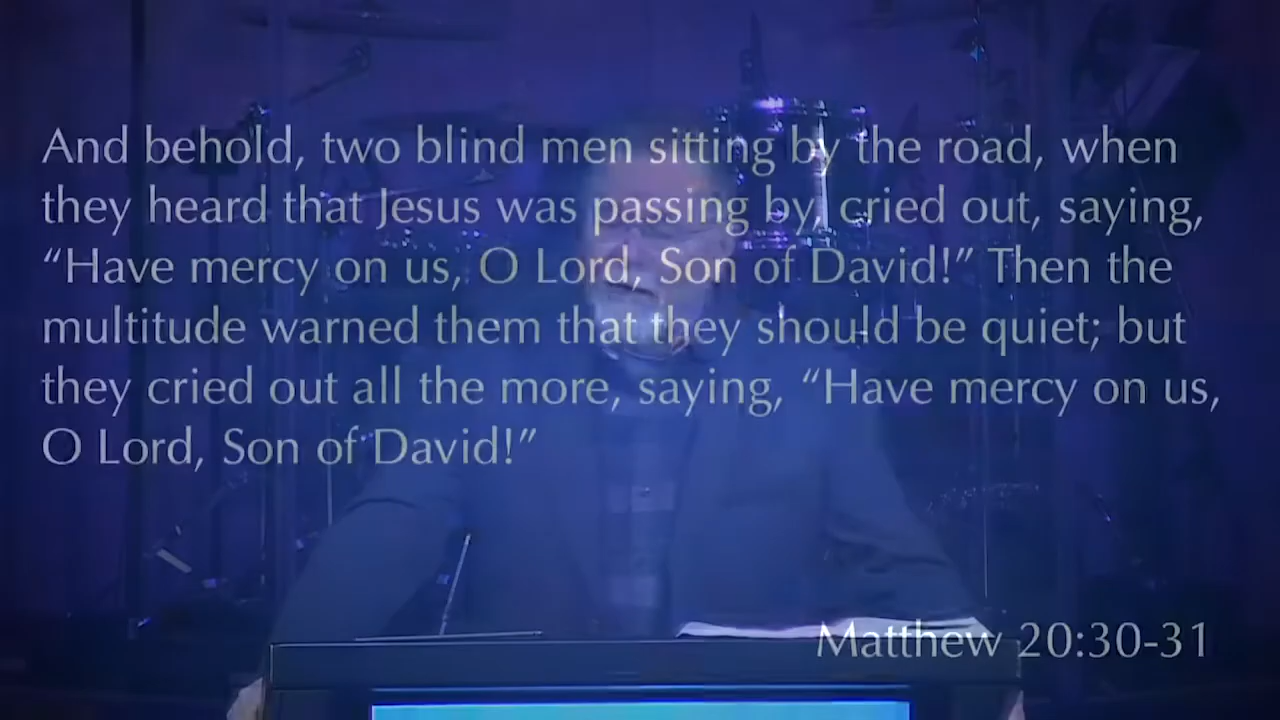 And behold, two blind men sitting by the road, when
they heard that Jesus was passing by, cried out, saying,
“Have mercy on us, O Lord, Son of David!” Then the
multitude warned them that they should be quiet; but
they cried out all the more, saying, “Have mercy on us,
O Lord, Son of David!”
Matthew 20:30-31